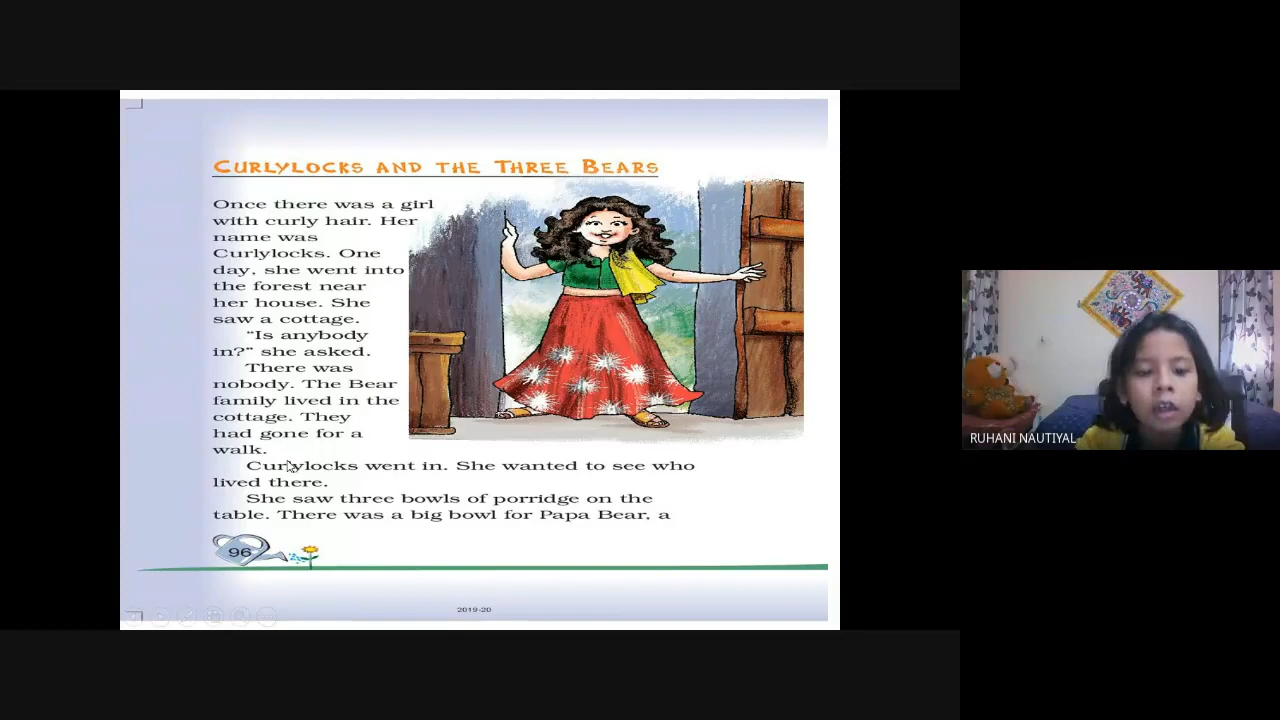 CURLYLOCKS AND THE THREE BEARS
Once there was a girl
with curly hair. Her
name was
Curlylocks. One
day, she went into
the forest near
her house. She
saw a cottage.
"Is anybody
in?" she asked.
There was
nobody. The Bear
family lived in the
cottage. They
had gone for a
walk.
Curlylocks went in. She wanted to see who
lived there.
She saw three bowls of porridge on the
table. There was a big bowl for Papa Bear, a
96
2019-20
RUHANI NAUTIYAL